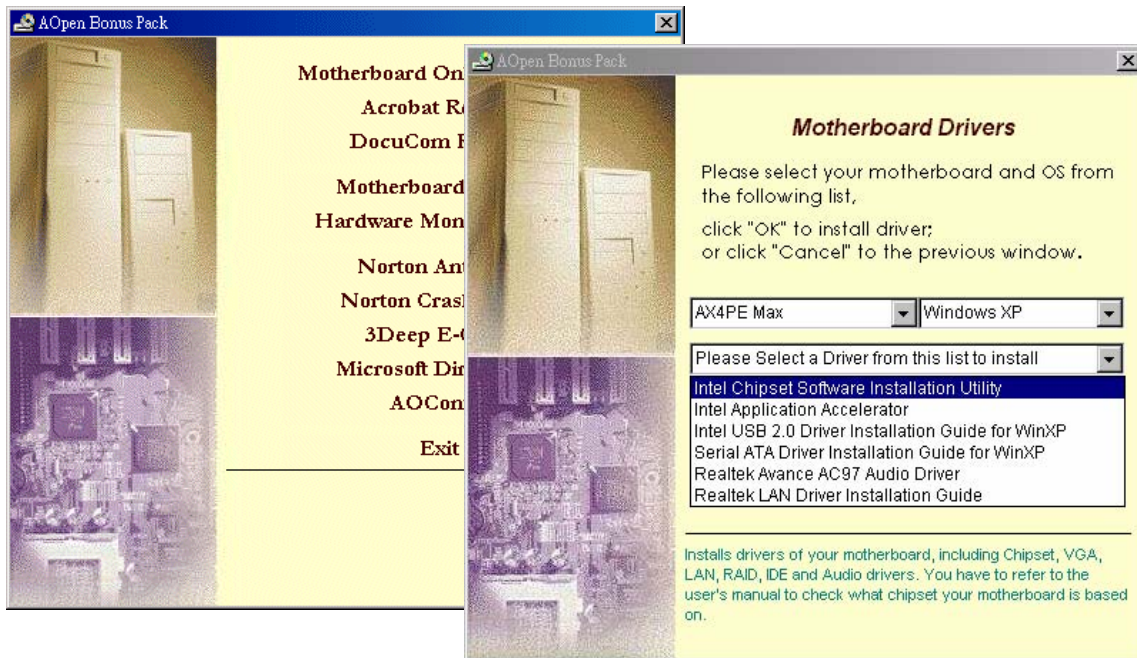 AOpen Bonus Pack
Motherboard On
Acrobat R
DocuCom
Motherboard
Hardware Mon
Norton Ant
Norton Cras
3Deep E-
Microsoft Dir
AOCon
Exit
AOpen Bonus Pack
Motherboard Drivers
Please select your motherboard and OS from
the following list,
click "OK" to install driver;
or click "Cancel" to the previous window.
AX4PE Max
Windows XP
Please Select a Driver from this list to install
Intel Chipset Software Installation Utility
Intel Application Accelerator
Intel USB 2.0 Driver Installation Guide for WinXP
Serial ATA Driver Installation Guide for WinXP
Realtek Avance AC97 Audio Driver
Realtek LAN Driver Installation Guide
Installs drivers of your motherboard, including Chipset, VGA,
LAN, RAID, IDE and Audio drivers. You have to refer to the
user's manual to check what chipset your motherboard is based
on.